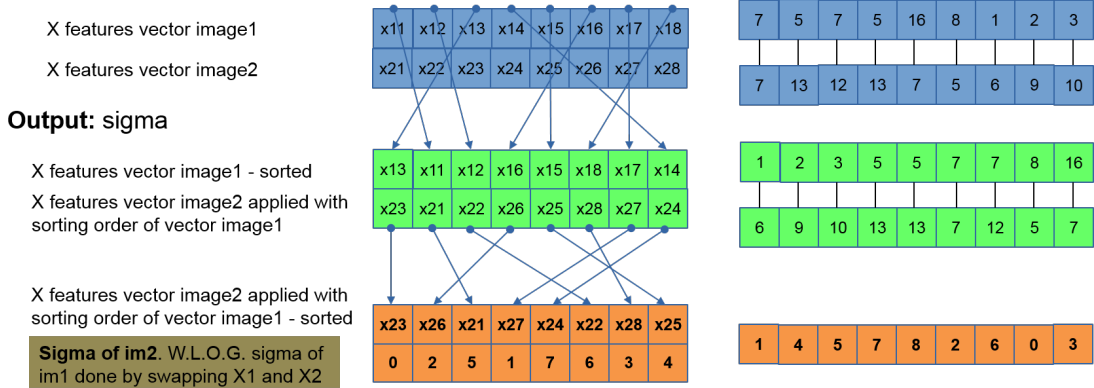 X features vector image1
x11 x12 x13 x14 x15 x16 x17 x18
7 5 7 5 16 8 1 2 3
X features vector image2
x21 x22 x23 x24 x25 x26 x27 x28
7 13 12 13 7 5 6 9 10
Output: sigma
X features vector image1 - sorted
x13 x11 x12 x16 x15 x18 x17 x14
1 2 3 5 5 7 7 8 16
X features vector image2 applied with
sorting order of vector image1
x23 x21 x22 x26 x25 x28 x27 x24
6 9 10 13 13 7 12 5 7
X features vector image2 applied with
sorting order of vector image1 - sorted
x23 x26 x21 x27 x24 x22 x28 x25
Sigma of im2. W.L.O.G. sigma of
im1 done by swapping X1 and X2
0 2 5 1 7 6 3 4
1 4 5 7 8 2 6 0 3